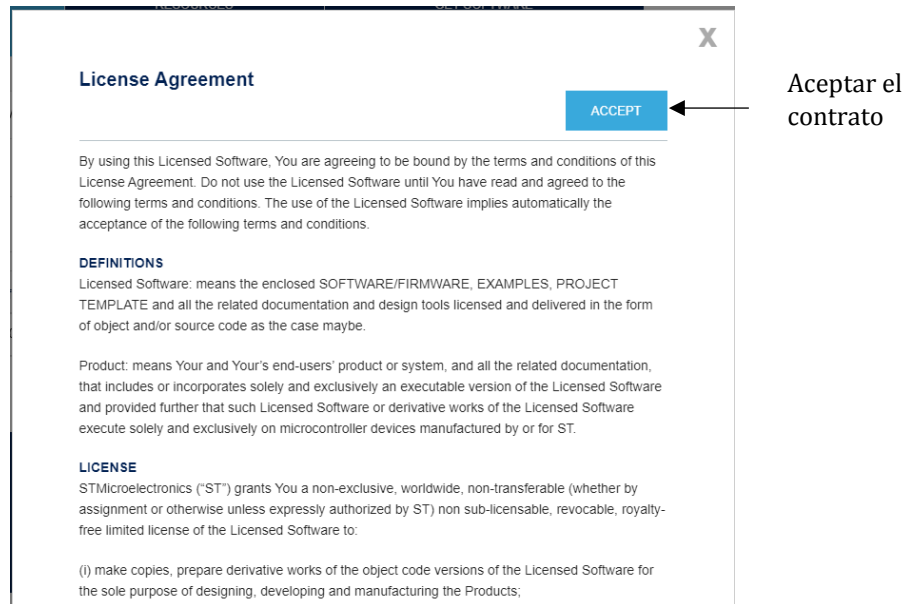 RESOURCES GET SOFTWARE
X
License Agreement
ACCEPT
Aceptar el
contrato
By using this Licensed Software, You are agreeing to be bound by the terms and conditions of this
License Agreement. Do not use the Licensed Software until You have read and agreed to the
following terms and conditions. The use of the Licensed Software implies automatically the
acceptance of the following terms and conditions.
DEFINITIONS
Licensed Software: means the enclosed SOFTWARE/FIRMWARE, EXAMPLES, PROJECT
TEMPLATE and all the related documentation and design tools licensed and delivered in the form
of object and/or source code as the case maybe.
Product: means Your and Your's end-users' product or system, and all the related documentation,
that includes or incorporates solely and exclusively an executable version of the Licensed Software
and provided further that such Licensed Software or derivative works of the Licensed Software
execute solely and exclusively on microcontroller devices manufactured by or for ST.
LICENSE
STMicroelectronics (“ST”) grants You a non-exclusive, worldwide, non-transferable (whether by
assignment or otherwise unless expressly authorized by ST) non sub-licensable, revocable, royalty-
free limited license of the Licensed Software to:
(i) make copies, prepare derivative works of the object code versions of the Licensed Software for
the sole purpose of designing, developing and manufacturing the Products;